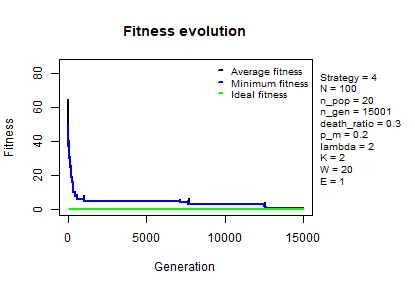 Fitness evolution
Average fitness
Minimum fitness
Ideal fitness
Strategy = 4
N = 100
n_pop = 20
n_gen = 15001
death_ratio = 0.3
p_m = 0.2
lambda = 2
K = 2
W = 20
E = 1
Fitness
80
60
40
20
0
0 5000 10000 15000
Generation